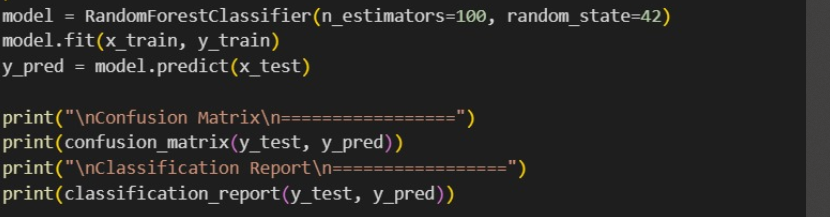 model = RandomForestClassifier(n_estimators=100, random_state=42)
model.fit(x_train, y_train)
y_pred = model.predict(x_test)
print("\nConfusion Matrix\n=================")
print(confusion_matrix(y_test, y_pred))
print("\nClassification Report\n=================")
print(classification_report(y_test, y_pred))